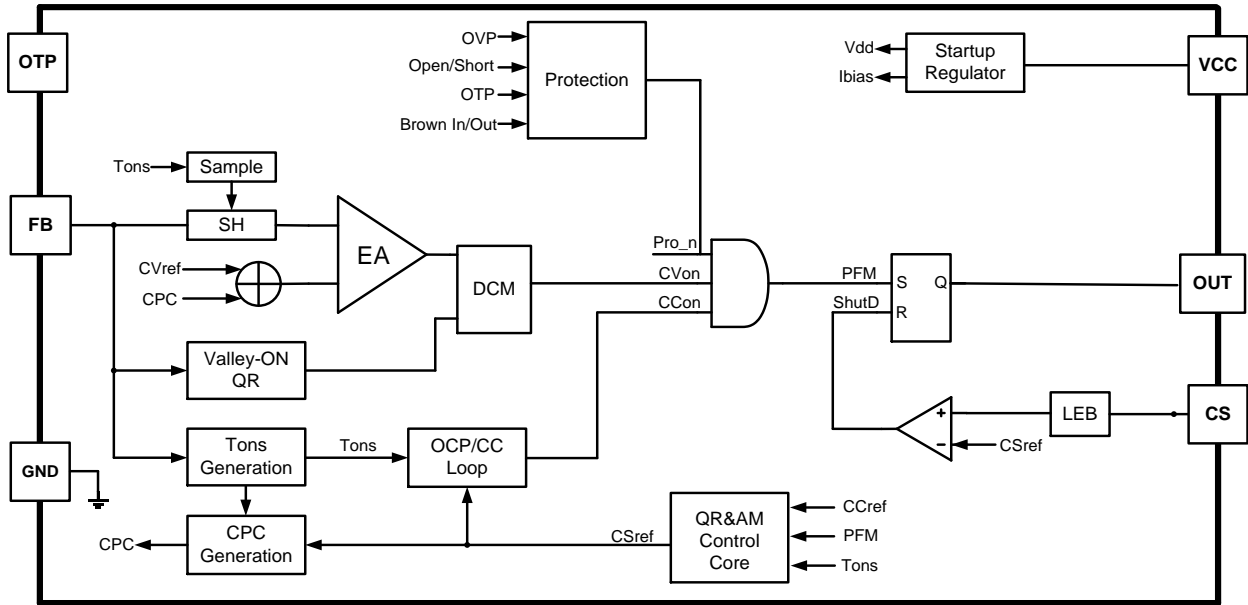 OTP
OVP
Open/Short
OTP
Brown In/Out
Protection
Vdd
Ibias
Startup
Regulator
VCC
Tons
Sample
FB
SH
EA
CVref
CPC
DCM
Pro_n
CVon
CCon
PFM
ShutD
S
Q
R
OUT
Valley-ON
QR
+
−
LEB
CS
CSref
GND
Tons
Generation
Tons
OCP/CC
Loop
CPC
CPC
Generation
CSref
QR&AM
Control
Core
CCref
PFM
Tons